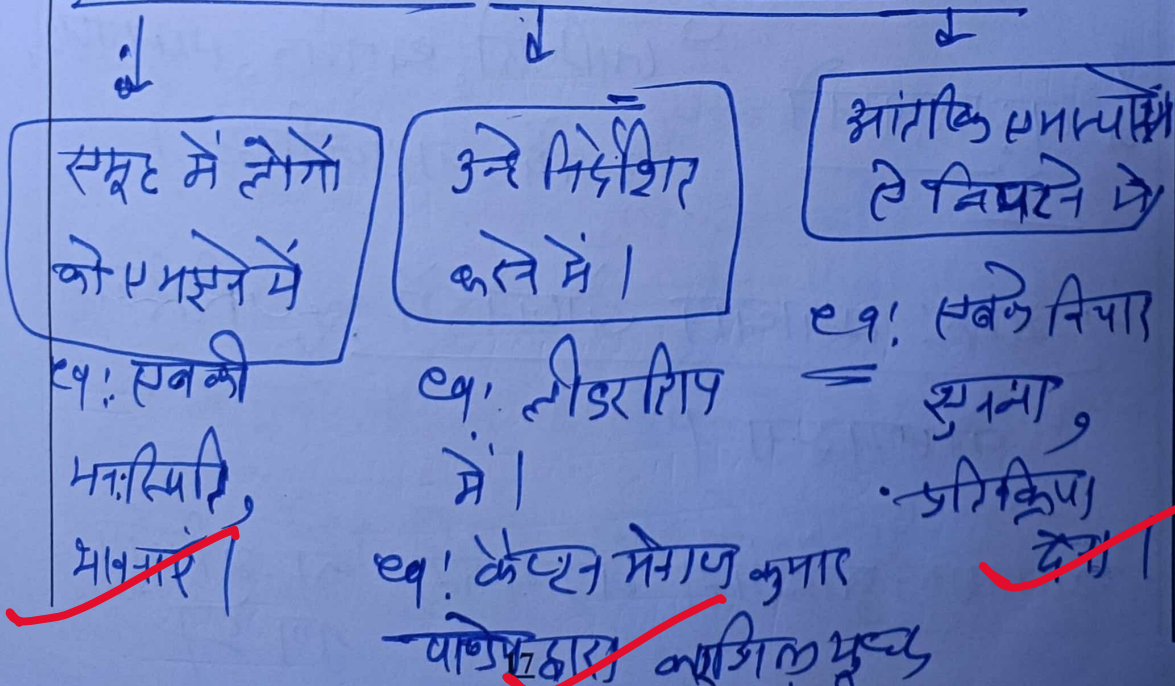 समूह में लोगों
को समझने में
eg: सबकी
मनःस्थिति,
भावनाएं।
उन्हे निर्देशित
करने में।
eg: लीडरशिप
में।
eg: कैप्टन मनोज कुमार
पाण्डेय द्वारा कारगिल युध्द
आंतरिक समस्याओं
से निपटने में
eg: सबके विचार
सुनना,
प्रतिक्रिया
देना।